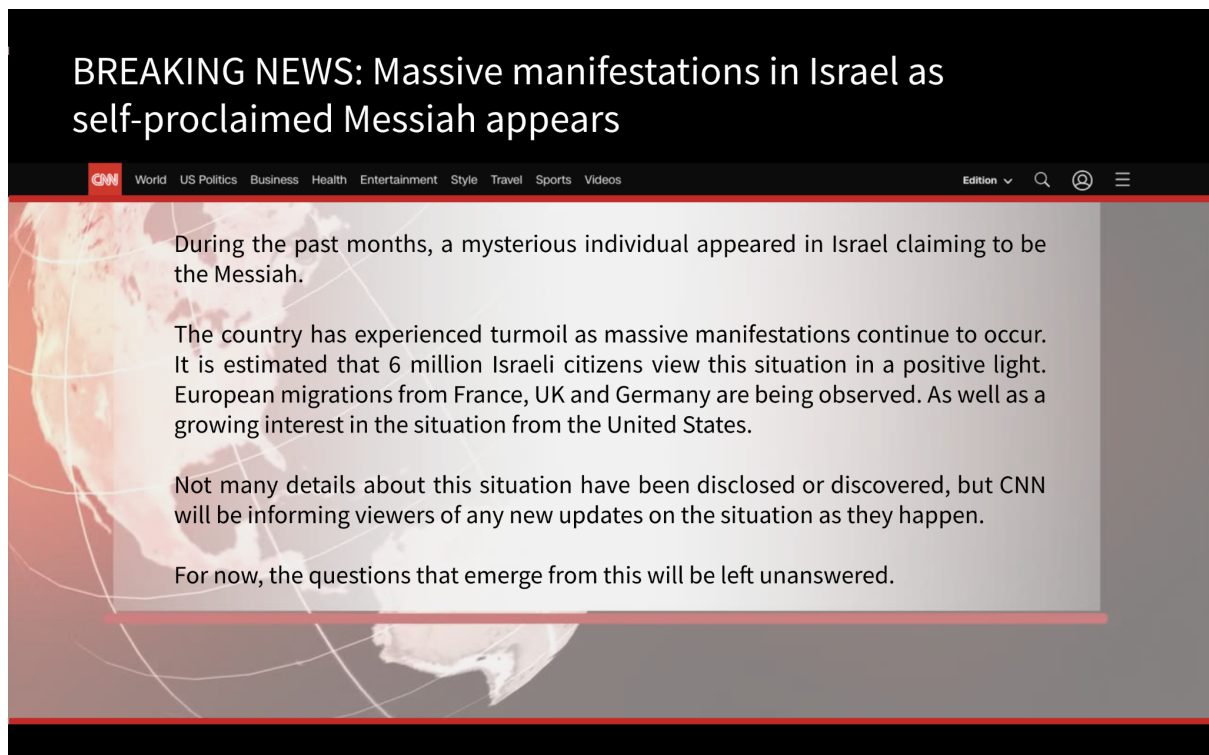 BREAKING NEWS: Massive manifestations in Israel as
self-proclaimed Messiah appears
CNN World US Politics Business Health Entertainment Style Travel Sports Videos Edition
During the past months, a mysterious individual appeared in Israel claiming to be
the Messiah.
The country has experienced turmoil as massive manifestations continue to occur.
It is estimated that 6 million Israeli citizens view this situation in a positive light.
European migrations from France, UK and Germany are being observed. As well as a
growing interest in the situation from the United States.
Not many details about this situation have been disclosed or discovered, but CNN
will be informing viewers of any new updates on the situation as they happen.
For now, the questions that emerge from this will be left unanswered.